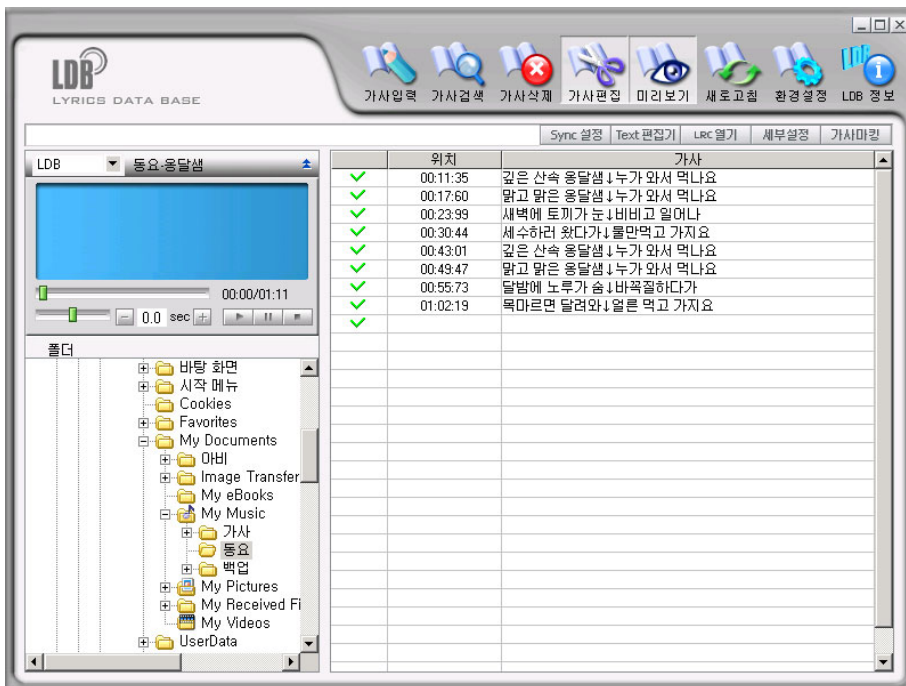 LDB
LYRICS DATA BASE
가사입력 가사검색 가사삭제 가사편집 미리보기 새로고침 환경설정 LDB 정보
Sync 설정 Text 편집기 LRC 열기 세부설정 가사마킹
LDB 동요-옹달샘
00:00/01:11
0.0 sec
폴더
바탕 화면
시작 메뉴
Cookies
Favorites
My Documents
아비
Image Transfer
My eBooks
My Music
가사
동요
백업
My Pictures
My Received Fi
My Videos
UserData
위치 가사
00:11:35 깊은 산속 옹달샘↓누가 와서 먹나요
00:17:60 맑고 맑은 옹달샘↓누가 와서 먹나요
00:23:99 새벽에 토끼가 눈↓비비고 일어나
00:30:44 세수하러 왔다가↓물만먹고 가지요
00:43:01 깊은 산속 옹달샘↓누가 와서 먹나요
00:49:47 맑고 맑은 옹달샘↓누가 와서 먹나요
00:55:73 달밤에 노루가 숨↓바꼭질하다가
01:02:19 목마르면 달려와↓얼른 먹고 가지요